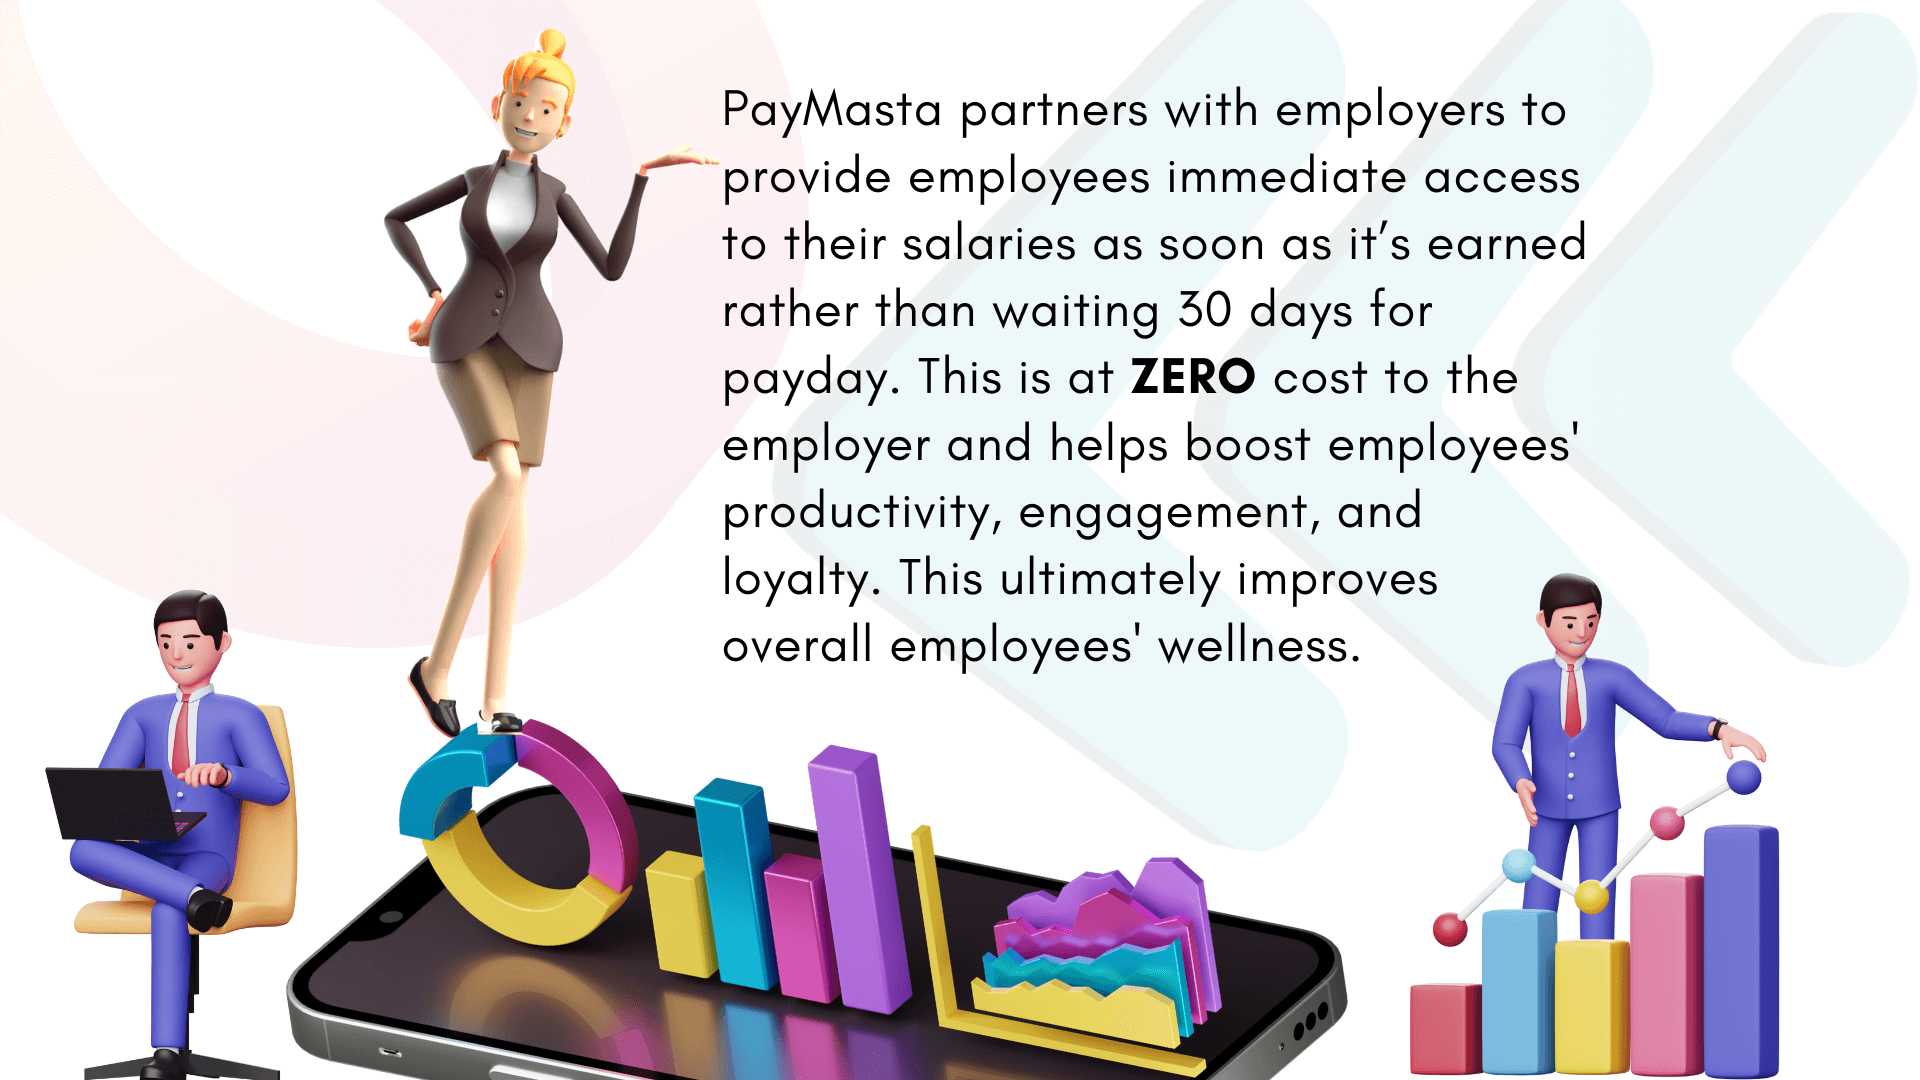 PayMasta partners with employers to
provide employees immediate access
to their salaries as soon as it’s earned
rather than waiting 30 days for
payday. This is at ZERO cost to the
employer and helps boost employees'
productivity, engagement, and
loyalty. This ultimately improves
overall employees' wellness.